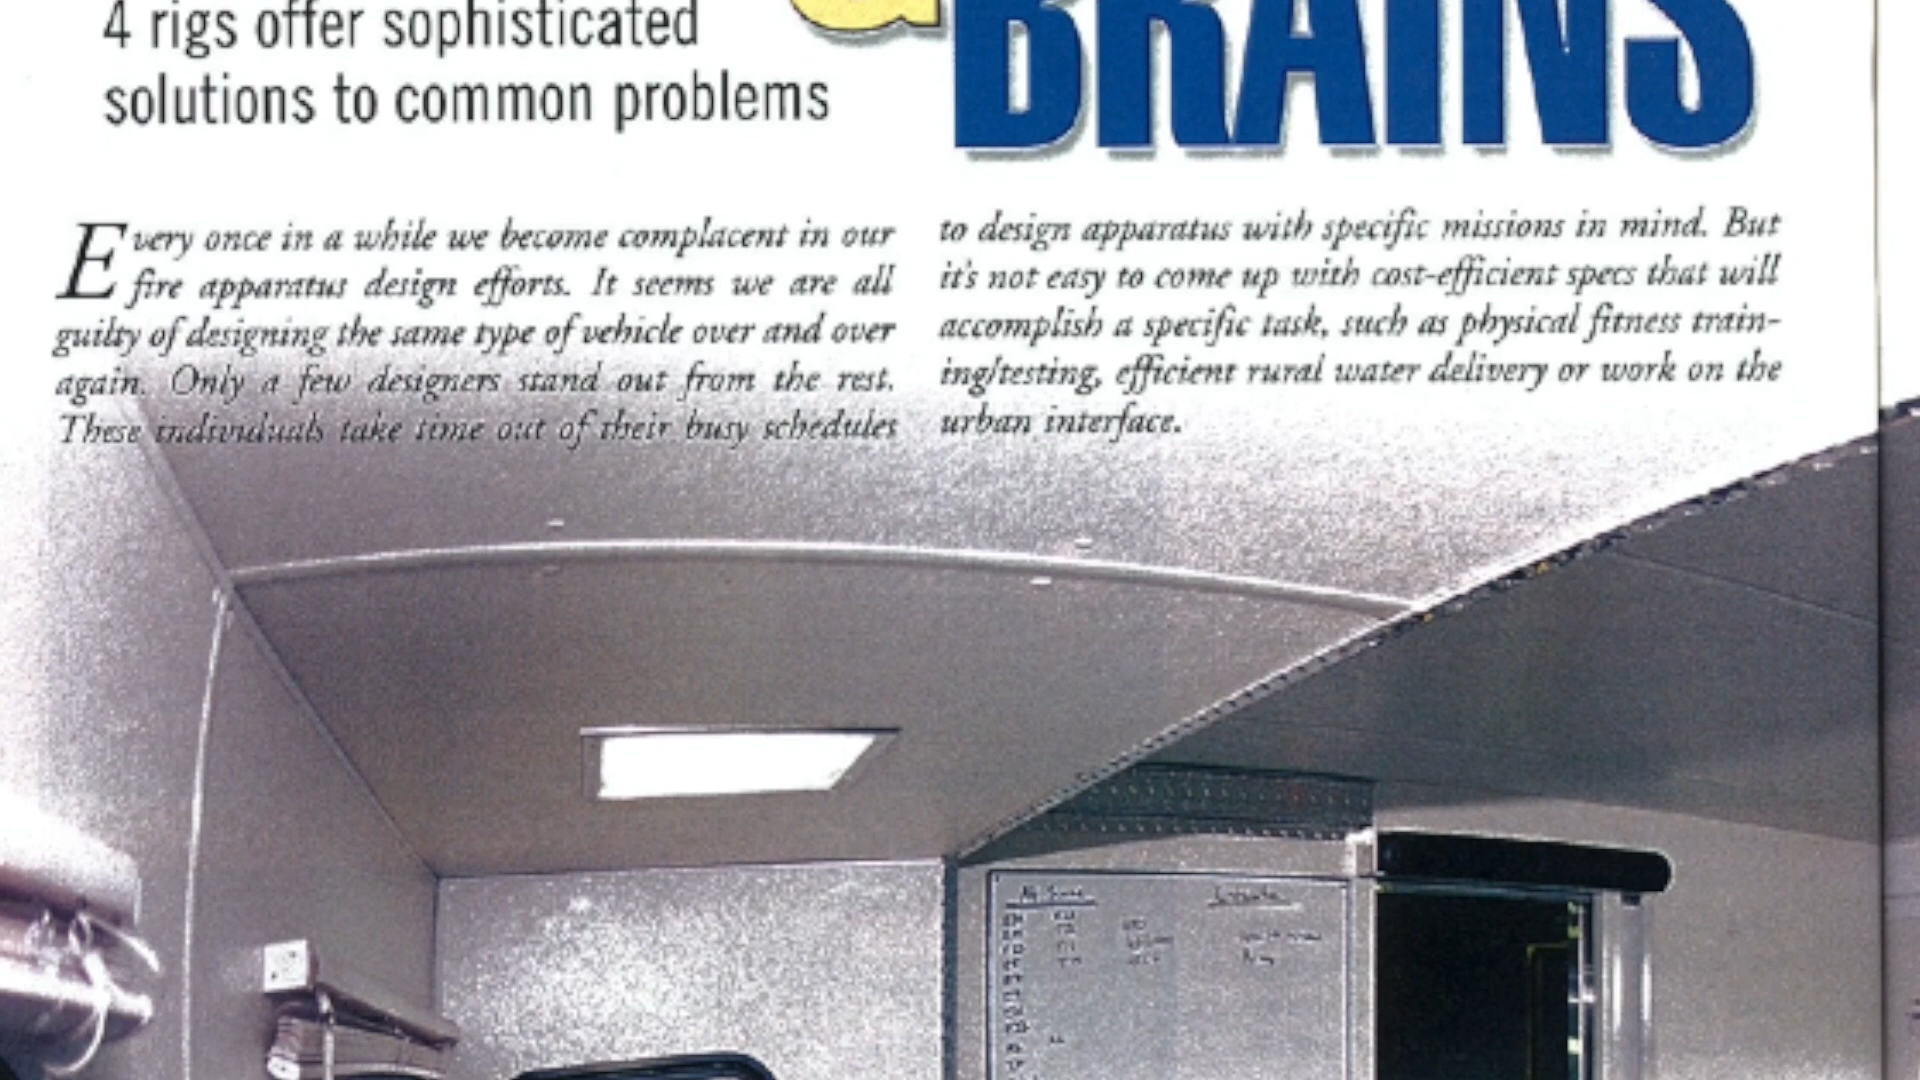 4 rigs offer sophisticated
solutions to common problems
& BRAINS
Every once in a while we become complacent in our
fire apparatus design efforts. It seems we are all
guilty of designing the same type of vehicle over and over
again. Only a few designers stand out from the rest.
These individuals take time out of their busy schedules
to design apparatus with specific missions in mind. But
it's not easy to come up with cost-efficient specs that will
accomplish a specific task, such as physical fitness train-
ing/testing, efficient rural water delivery or work on the
urban interface.